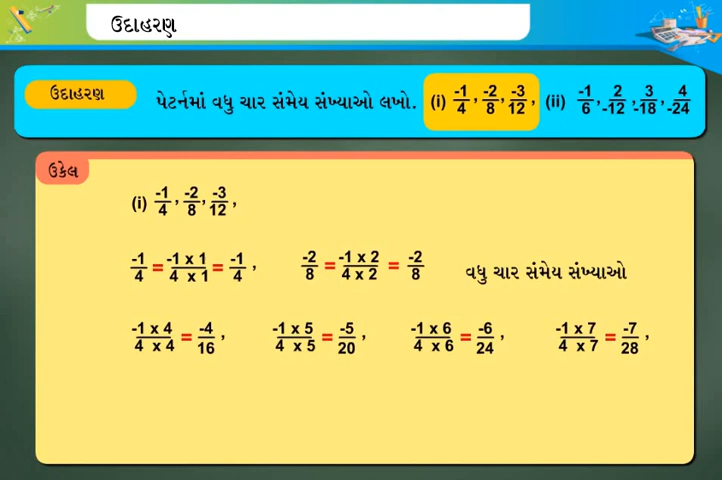 ઉદાહરણ
ઉદાહરણ
પેટર્નમાં વધુ ચાર સંમેય સંખ્યાઓ લખો. (i) -1/4, -2/8, -3/12, (ii) -1/6, 2/-12, 3/-18, 4/-24
ઉકેલ
(i) -1/4, -2/8, -3/12,
-1/4 = -1 x 1/4 x 1 = -1/4, -2/8 = -1 x 2/4 x 2 = -2/8 વધુ ચાર સંમેય સંખ્યાઓ
-1 x 4/4 x 4 = -4/16, -1 x 5/4 x 5 = -5/20, -1 x 6/4 x 6 = -6/24, -1 x 7/4 x 7 = -7/28,